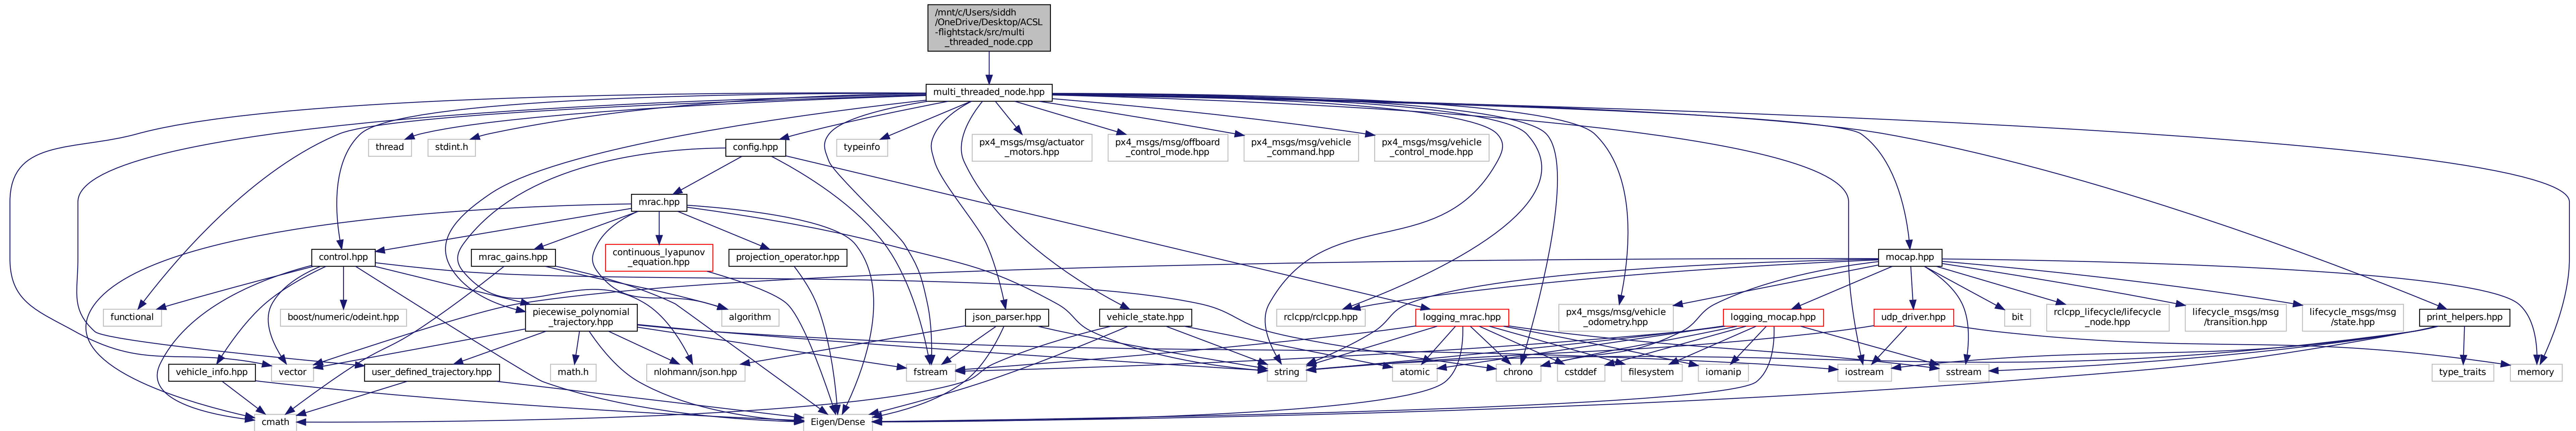 /mnt/c/Users/siddh
/OneDrive/Desktop/ACSL
-flightstack/src/multi
_threaded_node.cpp
multi_threaded_node.hpp
thread
stdint.h
config.hpp
typeinfo
px4_msgs/msg/actuator
_motors.hpp
px4_msgs/msg/offboard
_control_mode.hpp
px4_msgs/msg/vehicle
_command.hpp
px4_msgs/msg/vehicle
_control_mode.hpp
mrac.hpp
control.hpp
mrac_gains.hpp
continuous_lyapunov
_equation.hpp
projection_operator.hpp
mocap.hpp
functional
boost/numeric/odeint.hpp
piecewise_polynomial
_trajectory.hpp
algorithm
json_parser.hpp
vehicle_state.hpp
rclcpp/rclcpp.hpp
logging_mrac.hpp
px4_msgs/msg/vehicle
_odometry.hpp
logging_mocap.hpp
udp_driver.hpp
bit
rclcpp_lifecycle/lifecycle
_node.hpp
lifecycle_msgs/msg
/transition.hpp
lifecycle_msgs/msg
/state.hpp
print_helpers.hpp
vehicle_info.hpp
vector
user_defined_trajectory.hpp
math.h
nlohmann/json.hpp
fstream
string
atomic
chrono
cstddef
filesystem
iomanip
iostream
sstream
type_traits
memory
cmath
Eigen/Dense